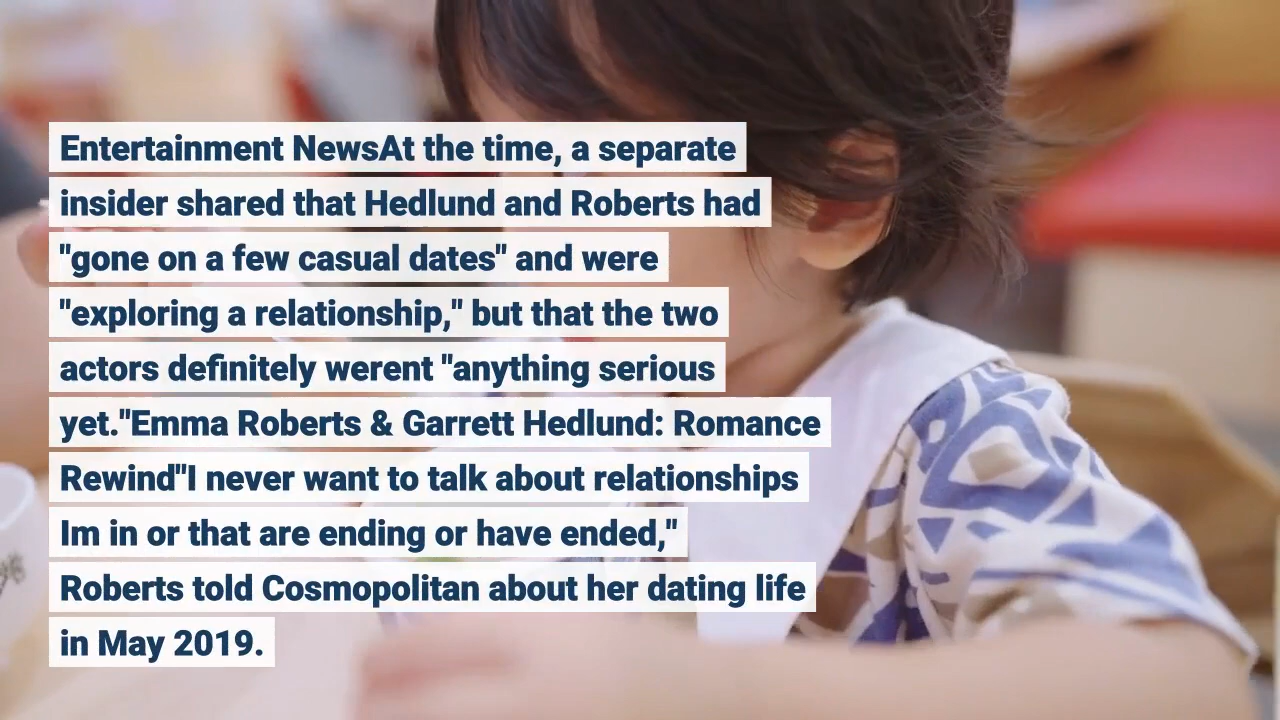 Entertainment NewsAt the time, a separate
insider shared that Hedlund and Roberts had
"gone on a few casual dates" and were
"exploring a relationship," but that the two
actors definitely werent "anything serious
yet."Emma Roberts & Garrett Hedlund: Romance
Rewind"I never want to talk about relationships
Im in or that are ending or have ended,"
Roberts told Cosmopolitan about her dating life
in May 2019.